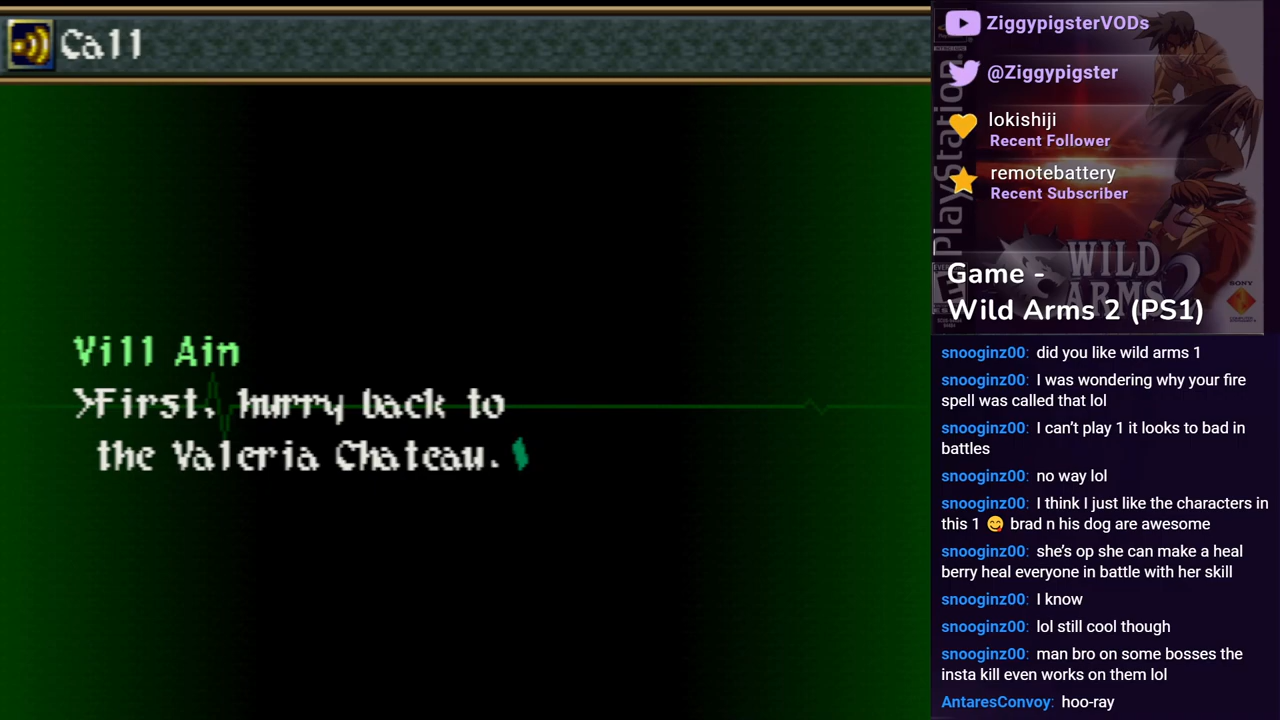 Call
Vill Ain
>First, hurry back to
the Valeria Chateau.
ZiggypigsterVODs
@Ziggypigster
lokishiji
Recent Follower
remotebattery
Recent Subscriber
PlayStation
WILD
ARMS 2
SONY
Game -
Wild Arms 2 (PS1)
snooginz00: did you like wild arms 1
snooginz00: I was wondering why your fire
spell was called that lol
snooginz00: I can’t play 1 it looks to bad in
battles
snooginz00: no way lol
snooginz00: I think I just like the characters in
this 1 😋 brad n his dog are awesome
snooginz00: she’s op she can make a heal
berry heal everyone in battle with her skill
snooginz00: I know
snooginz00: lol still cool though
snooginz00: man bro on some bosses the
insta kill even works on them lol
AntaresConvoy: hoo-ray